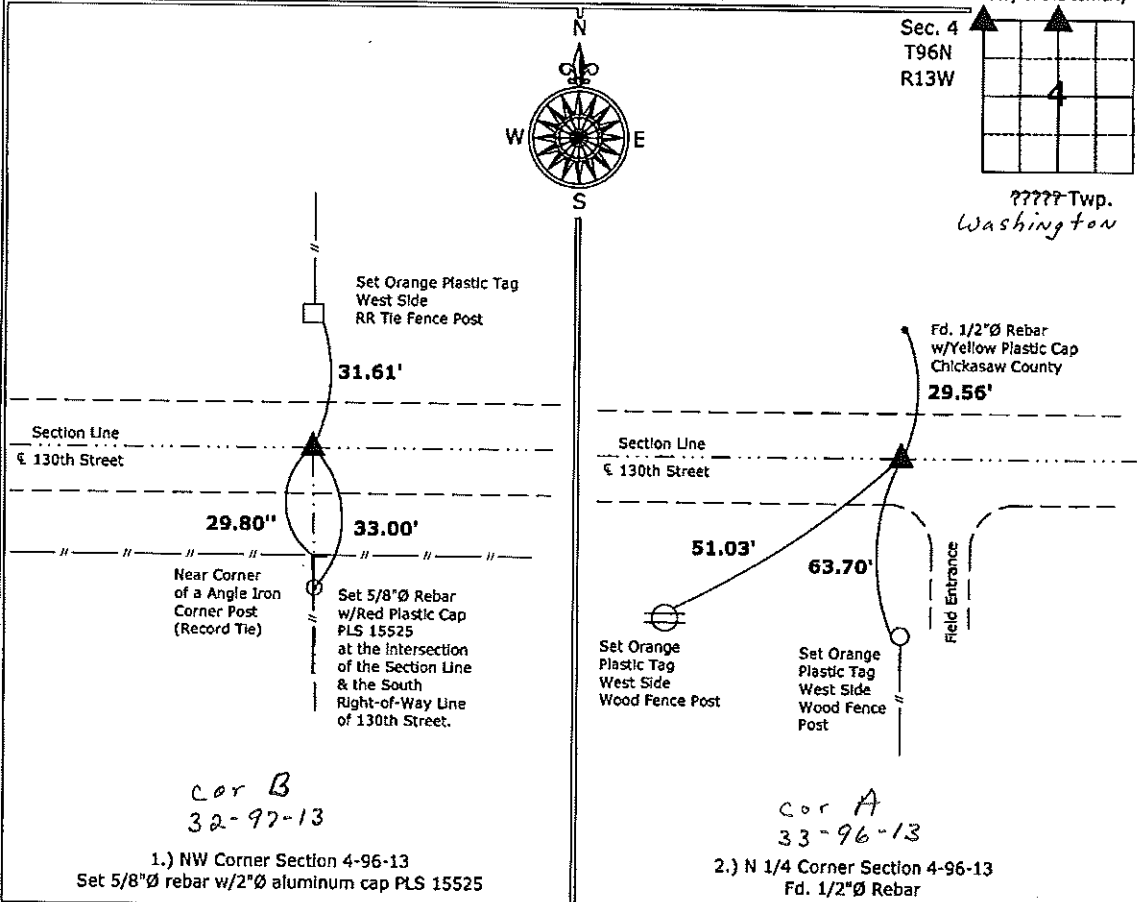 N
W
E
S
Sec. 4
T96N
R13W
4
????? Twp.
Washington
Set Orange Plastic Tag
West Side
RR Tie Fence Post
31.61'
Section Line
℄ 130th Street
29.80''
33.00'
Near Corner
of a Angle Iron
Corner Post
(Record Tie)
Set 5/8"Ø Rebar
w/Red Plastic Cap
PLS 15525
at the Intersection
of the Section Line
& the South
Right-of-Way Line
of 130th Street.
cor B
32-97-13
1.) NW Corner Section 4-96-13
Set 5/8"Ø rebar w/2"Ø aluminum cap PLS 15525
Fd. 1/2"Ø Rebar
w/Yellow Plastic Cap
Chickasaw County
29.56'
Section Line
℄ 130th Street
51.03'
63.70'
Field Entrance
Set Orange
Plastic Tag
West Side
Wood Fence Post
Set Orange
Plastic Tag
West Side
Wood Fence
Post
cor A
33-96-13
2.) N 1/4 Corner Section 4-96-13
Fd. 1/2"Ø Rebar